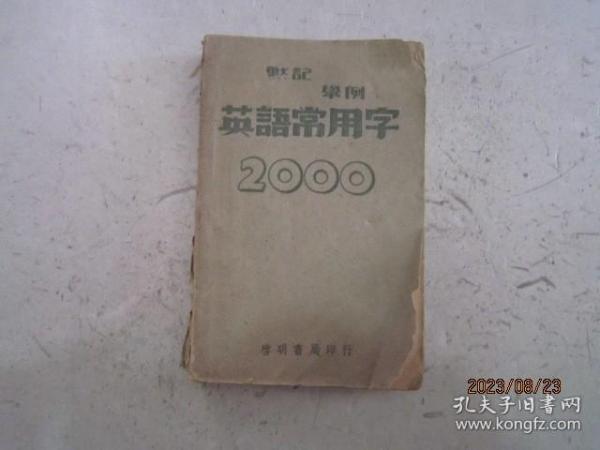 默記
舉例
英語常用字
2000
啓明書局印行
2023/08/23
孔夫子旧书网
www.kongfz.com